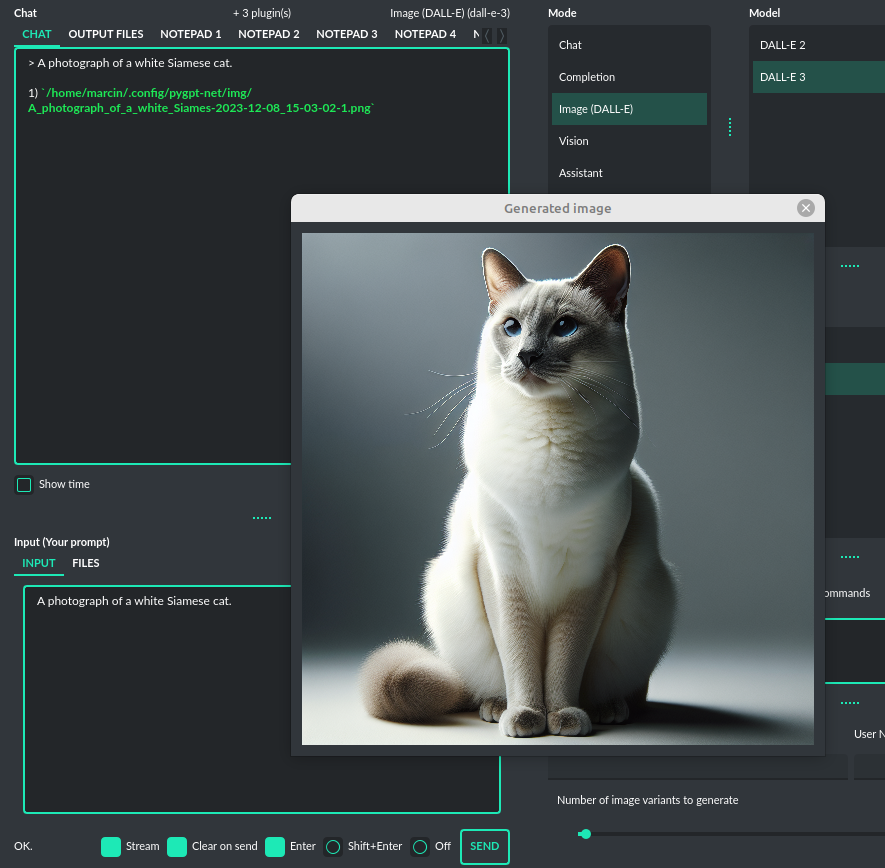 Chat
+ 3 plugin(s)
Image (DALL-E) (dall-e-3)
CHAT
OUTPUT FILES
NOTEPAD 1
NOTEPAD 2
NOTEPAD 3
NOTEPAD 4
> A photograph of a white Siamese cat.
1) `/home/marcin/.config/pygpt-net/img/
A_photograph_of_a_white_Siames-2023-12-08_15-03-02-1.png`
Show time
Input (Your prompt)
INPUT
FILES
A photograph of a white Siamese cat.
OK.
Stream
Clear on send
Enter
Shift+Enter
Off
SEND
Mode
Chat
Completion
Image (DALL-E)
Vision
Assistant
Model
DALL-E 2
DALL-E 3
Generated image
ommands
User N
Number of image variants to generate